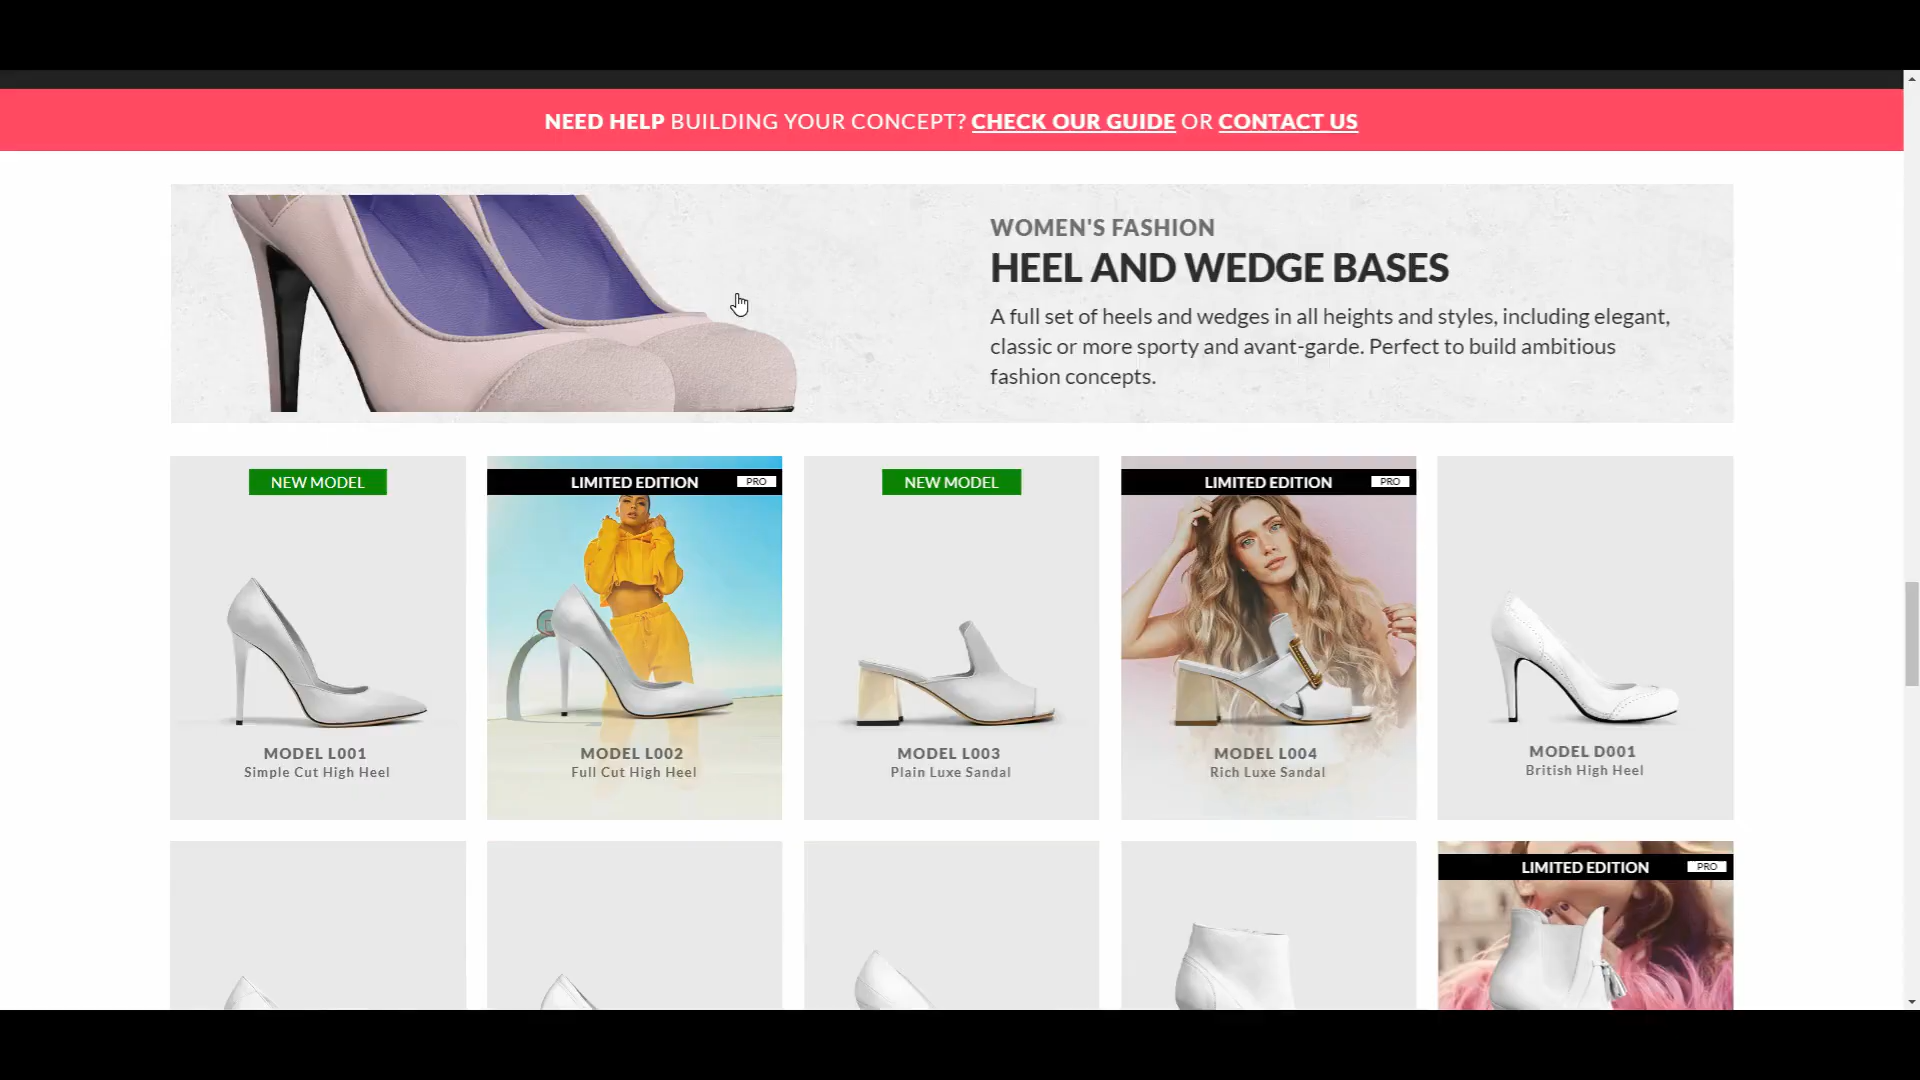 NEED HELP BUILDING YOUR CONCEPT? CHECK OUR GUIDE OR CONTACT US
WOMEN'S FASHION
HEEL AND WEDGE BASES
A full set of heels and wedges in all heights and styles, including elegant,
classic or more sporty and avant-garde. Perfect to build ambitious
fashion concepts.
NEW MODEL
MODEL L001
Simple Cut High Heel
LIMITED EDITION PRO
MODEL L002
Full Cut High Heel
NEW MODEL
MODEL L003
Plain Luxe Sandal
LIMITED EDITION PRO
MODEL L004
Rich Luxe Sandal
MODEL D001
British High Heel
LIMITED EDITION PRO